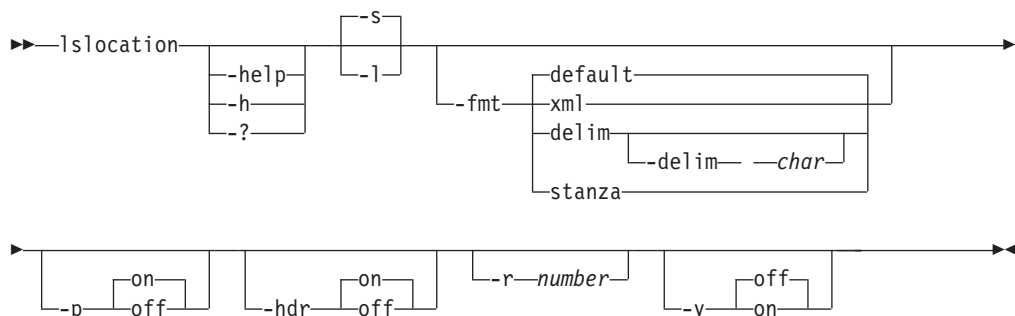 -s
lslocation
-help -l default
-h -fmt xml
-? delim
-delim char
stanza
on on -r number off
-p off -hdr off -v on